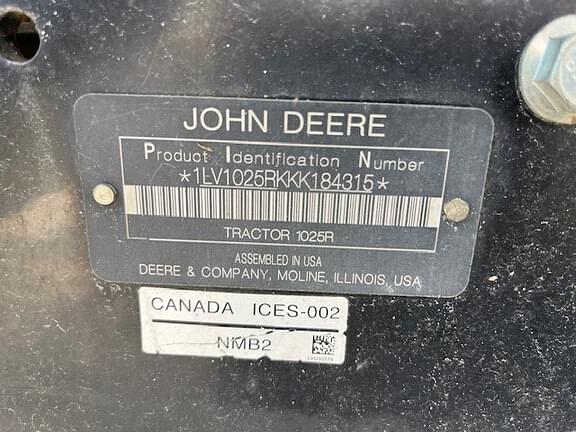 JOHN DEERE
Product Identification Number
*1LV1025RKKK184315*
TRACTOR 1025R
ASSEMBLED IN USA
DEERE & COMPANY, MOLINE, ILLINOIS, USA
CANADA ICES-002
NMB2